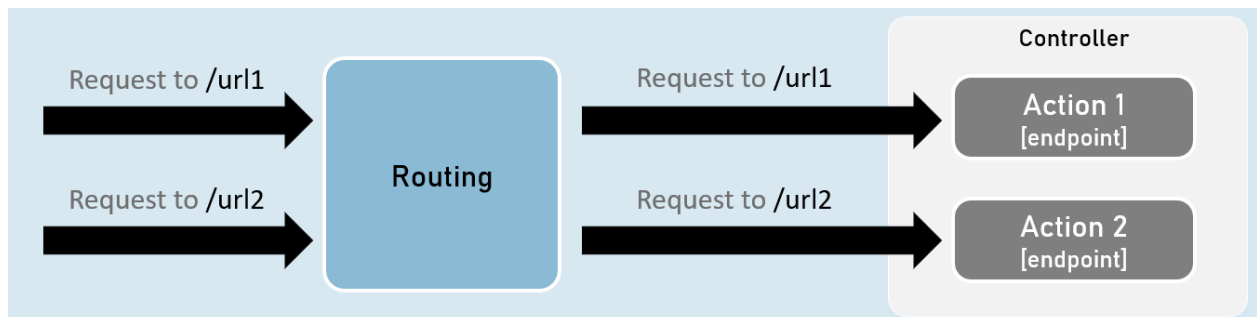 Controller
Request to /url1
Request to /url1
Action 1
[endpoint]
Routing
Request to /url2
Request to /url2
Action 2
[endpoint]